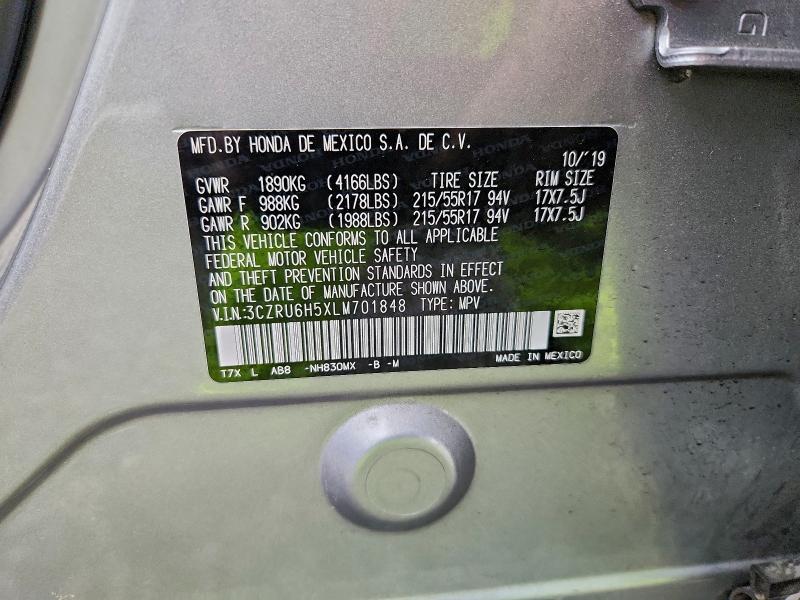 MFD.BY HONDA DE MEXICO S.A. DE C.V.
10/'19
GVWR 1890KG (4166LBS) TIRE SIZE RIM SIZE
GAWR F 988KG (2178LBS) 215/55R17 94V 17X7.5J
GAWR R 902KG (1988LBS) 215/55R17 94V 17X7.5J
THIS VEHICLE CONFORMS TO ALL APPLICABLE
FEDERAL MOTOR VEHICLE SAFETY
AND THEFT PREVENTION STANDARDS IN EFFECT
ON THE DATE OF MANUFACTURE SHOWN ABOVE.
V.I.N:3CZRU6H5XLM701848 TYPE: MPV
T7X L AB8 -NH830MX -B -M MADE IN MEXICO